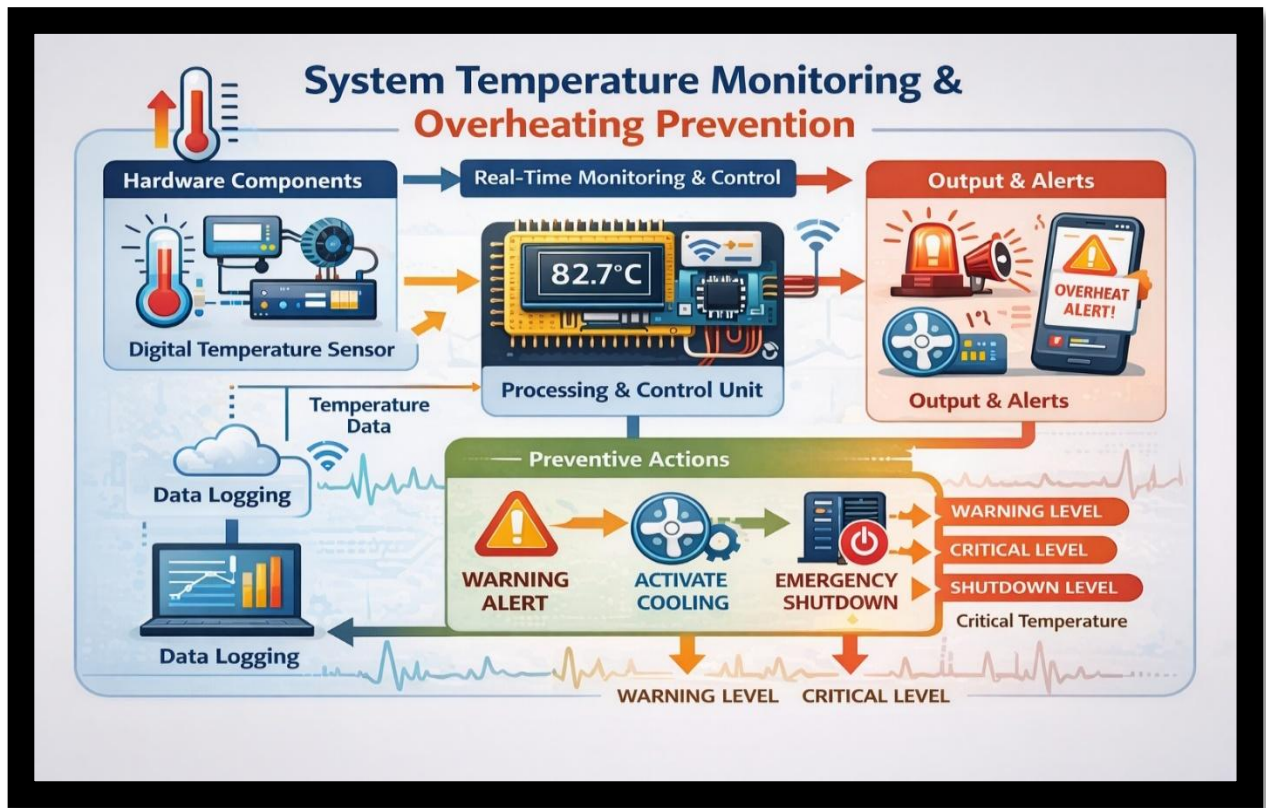 System Temperature Monitoring &
Overheating Prevention
Hardware Components
Real-Time Monitoring & Control
Output & Alerts
82.7°C
OVERHEAT
ALERT!
Digital Temperature Sensor
Processing & Control Unit
Output & Alerts
Temperature
Data
Data Logging
Preventive Actions
WARNING
ALERT
ACTIVATE
COOLING
EMERGENCY
SHUTDOWN
WARNING LEVEL
CRITICAL LEVEL
SHUTDOWN LEVEL
Critical Temperature
Data Logging
WARNING LEVEL
CRITICAL LEVEL